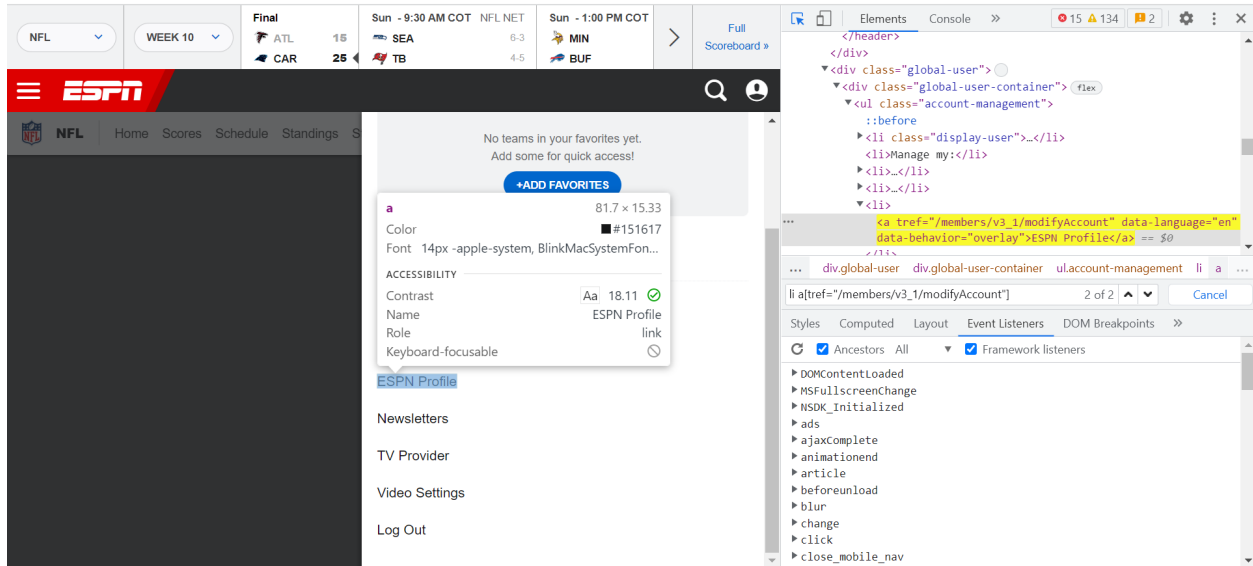 NFL
WEEK 10
Final
ATL 15
CAR 25
Sun - 9:30 AM COT NFL NET
SEA 6-3
TB 4-5
Sun - 1:00 PM COT
MIN
BUF
Full
Scoreboard »
ESPN
NFL Home Scores Schedule Standings S
No teams in your favorites yet.
Add some for quick access!
+ADD FAVORITES
a 81.7 × 15.33
Color #151617
Font 14px -apple-system, BlinkMacSystemFon...
ACCESSIBILITY
Contrast Aa 18.11
Name ESPN Profile
Role link
Keyboard-focusable
ESPN Profile
Newsletters
TV Provider
Video Settings
Log Out
Elements Console » 15 134 2
</header>
</div>
<div class="global-user">
<div class="global-user-container"> flex
<ul class="account-management">
::before
<li class="display-user">…</li>
<li>Manage my:</li>
<li>…</li>
<li>…</li>
<li>
... <a tref="/members/v3_1/modifyAccount" data-language="en"
data-behavior="overlay">ESPN Profile</a> == $0
</li>
... div.global-user div.global-user-container ul.account-management li a ...
li a[tref="/members/v3_1/modifyAccount"] 2 of 2 Cancel
Styles Computed Layout Event Listeners DOM Breakpoints »
Ancestors All Framework listeners
DOMContentLoaded
MSFullscreenChange
NSDK_Initialized
ads
ajaxComplete
animationend
article
beforeunload
blur
change
click
close_mobile_nav